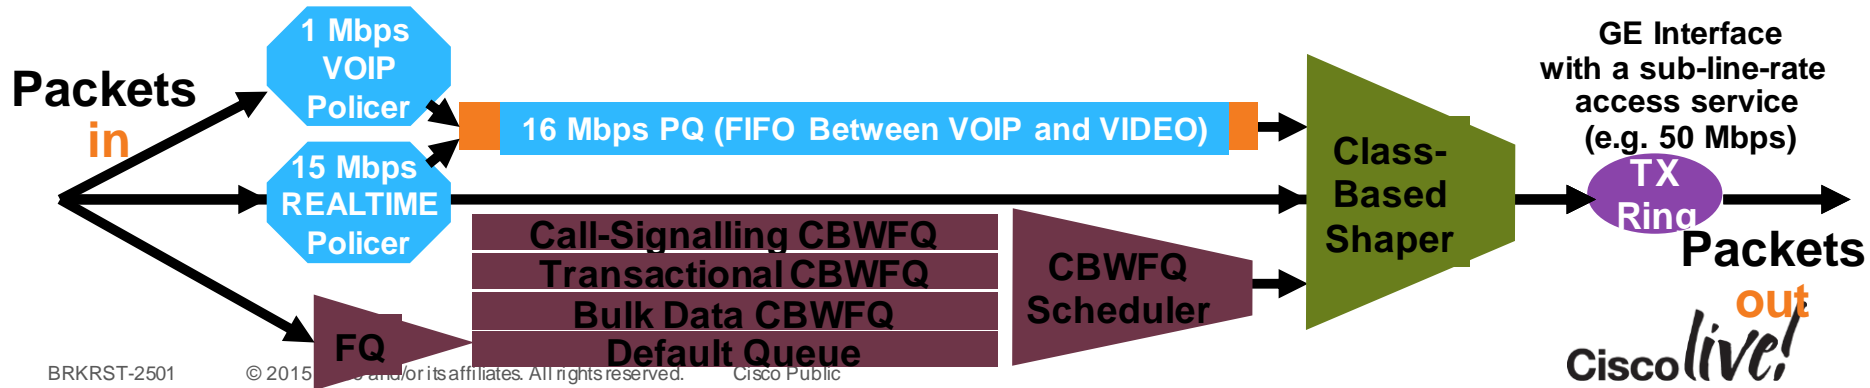 Packets
in
1 Mbps
VOIP
Policer
15 Mbps
REALTIME
Policer
16 Mbps PQ (FIFO Between VOIP and VIDEO)
Call-Signalling CBWFQ
Transactional CBWFQ
Bulk Data CBWFQ
Default Queue
FQ
CBWFQ
Scheduler
Class-
Based
Shaper
GE Interface
with a sub-line-rate
access service
(e.g. 50 Mbps)
TX
Ring
Packets
out
BRKRST-2501
© 2015 and/or its affiliates. All rights reserved.
Cisco Public
Cisco live!